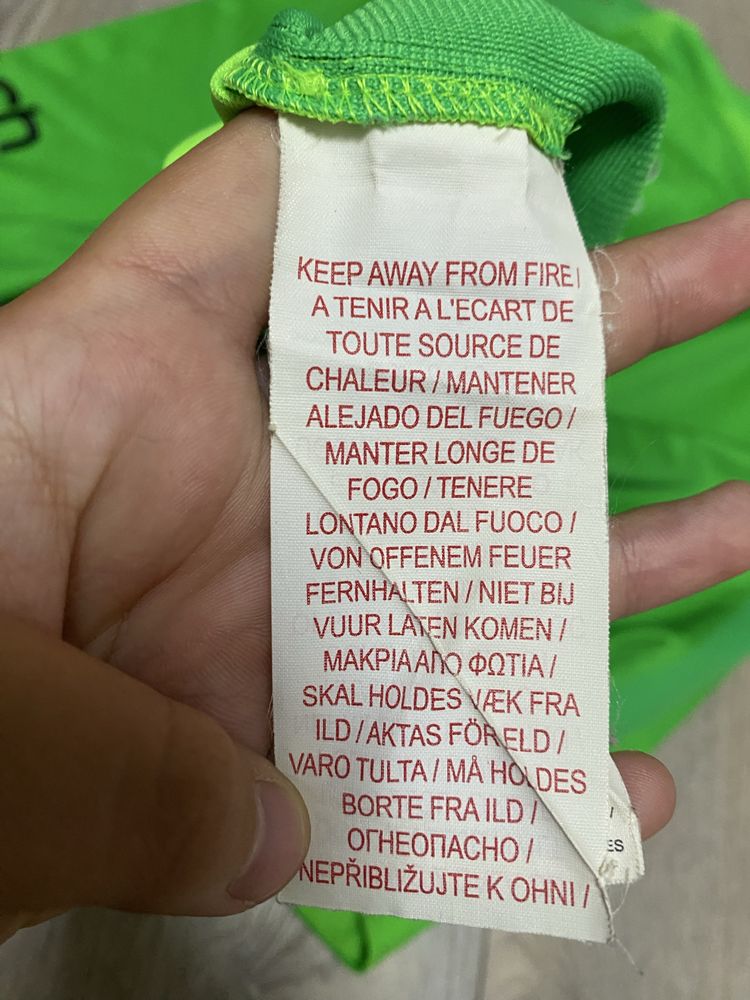 ch
KEEP AWAY FROM FIRE /
A TENIR A L'ECART DE
TOUTE SOURCE DE
CHALEUR / MANTENER
ALEJADO DEL FUEGO /
MANTER LONGE DE
FOGO / TENERE
LONTANO DAL FUOCO /
VON OFFENEM FEUER
FERNHALTEN / NIET BIJ
VUUR LATEN KOMEN /
ΜΑΚΡΙΑ ΑΠΟ ΦΩΤΙΑ /
SKAL HOLDES VÆK FRA
ILD / AKTAS FÖR ELD /
VARO TULTA / MÅ HOLDES
BORTE FRA ILD /
ОГНЕОПАСНО /
NEPŘIBLIŽUJTE K OHNI /
/
ES